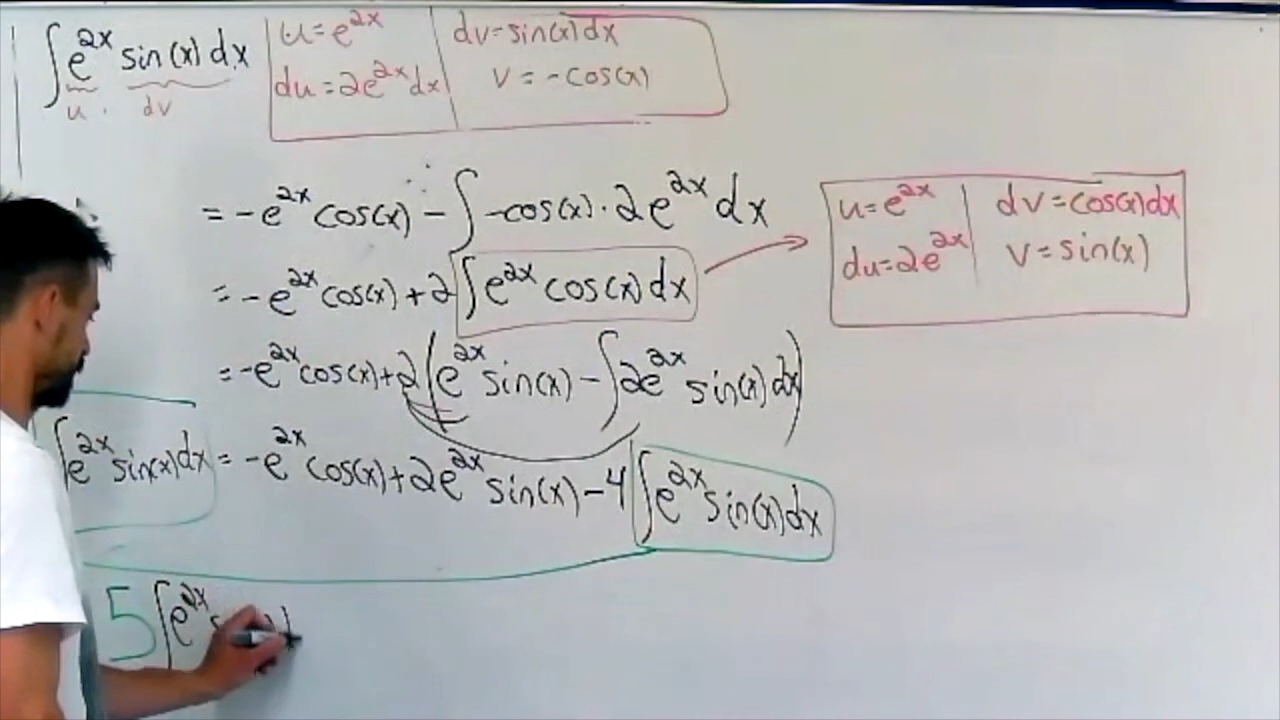 ∫e^{2x} sin(x) dx
u dv
u=e^{2x} dv=sin(x)dx
du=2e^{2x}dx v=-cos(x)
= -e^{2x} cos(x) - ∫-cos(x)·2e^{2x} dx
= -e^{2x} cos(x) + 2∫e^{2x} cos(x) dx
u=e^{2x} dv=cos(x)dx
du=2e^{2x} v=sin(x)
= -e^{2x} cos(x) + 2(e^{2x} sin(x) - ∫2e^{2x} sin(x) dx)
∫e^{2x} sin(x) dx = -e^{2x} cos(x) + 2e^{2x} sin(x) - 4∫e^{2x} sin(x) dx
5∫e^{2x}